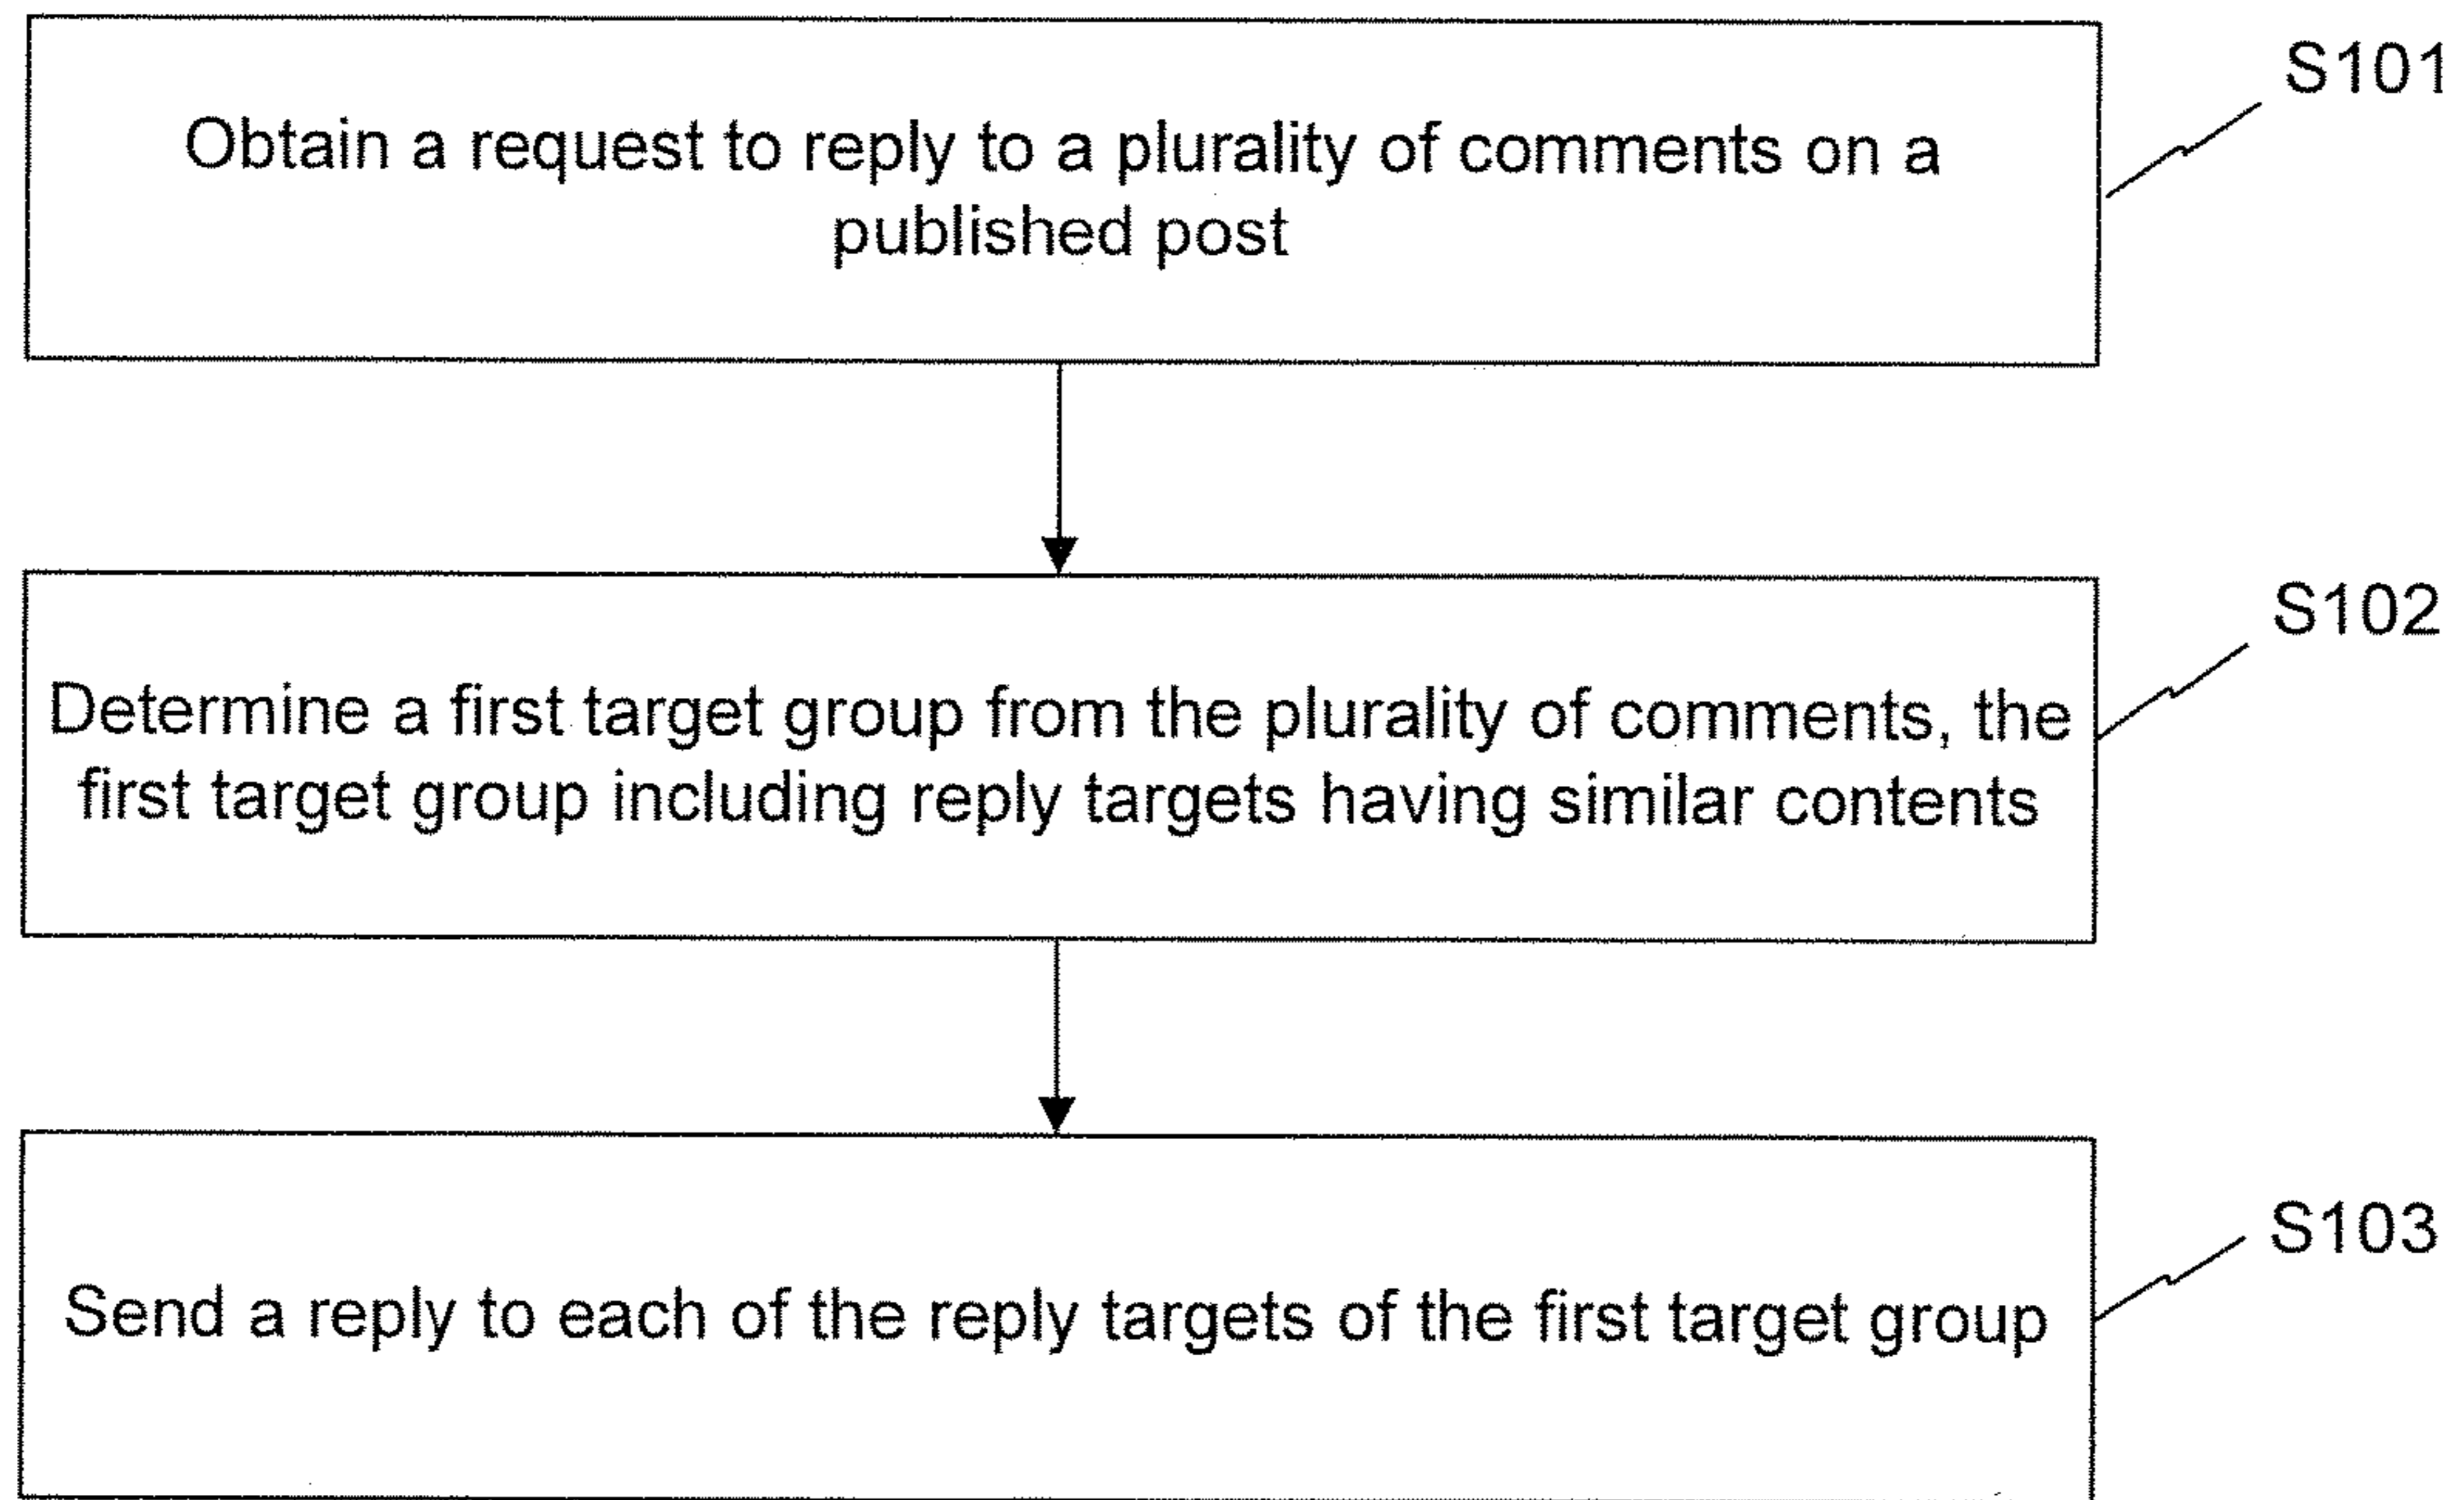 Obtain a request to reply to a plurality of comments on a
published post
S101
Determine a first target group from the plurality of comments, the
first target group including reply targets having similar contents
S102
Send a reply to each of the reply targets of the first target group
S103